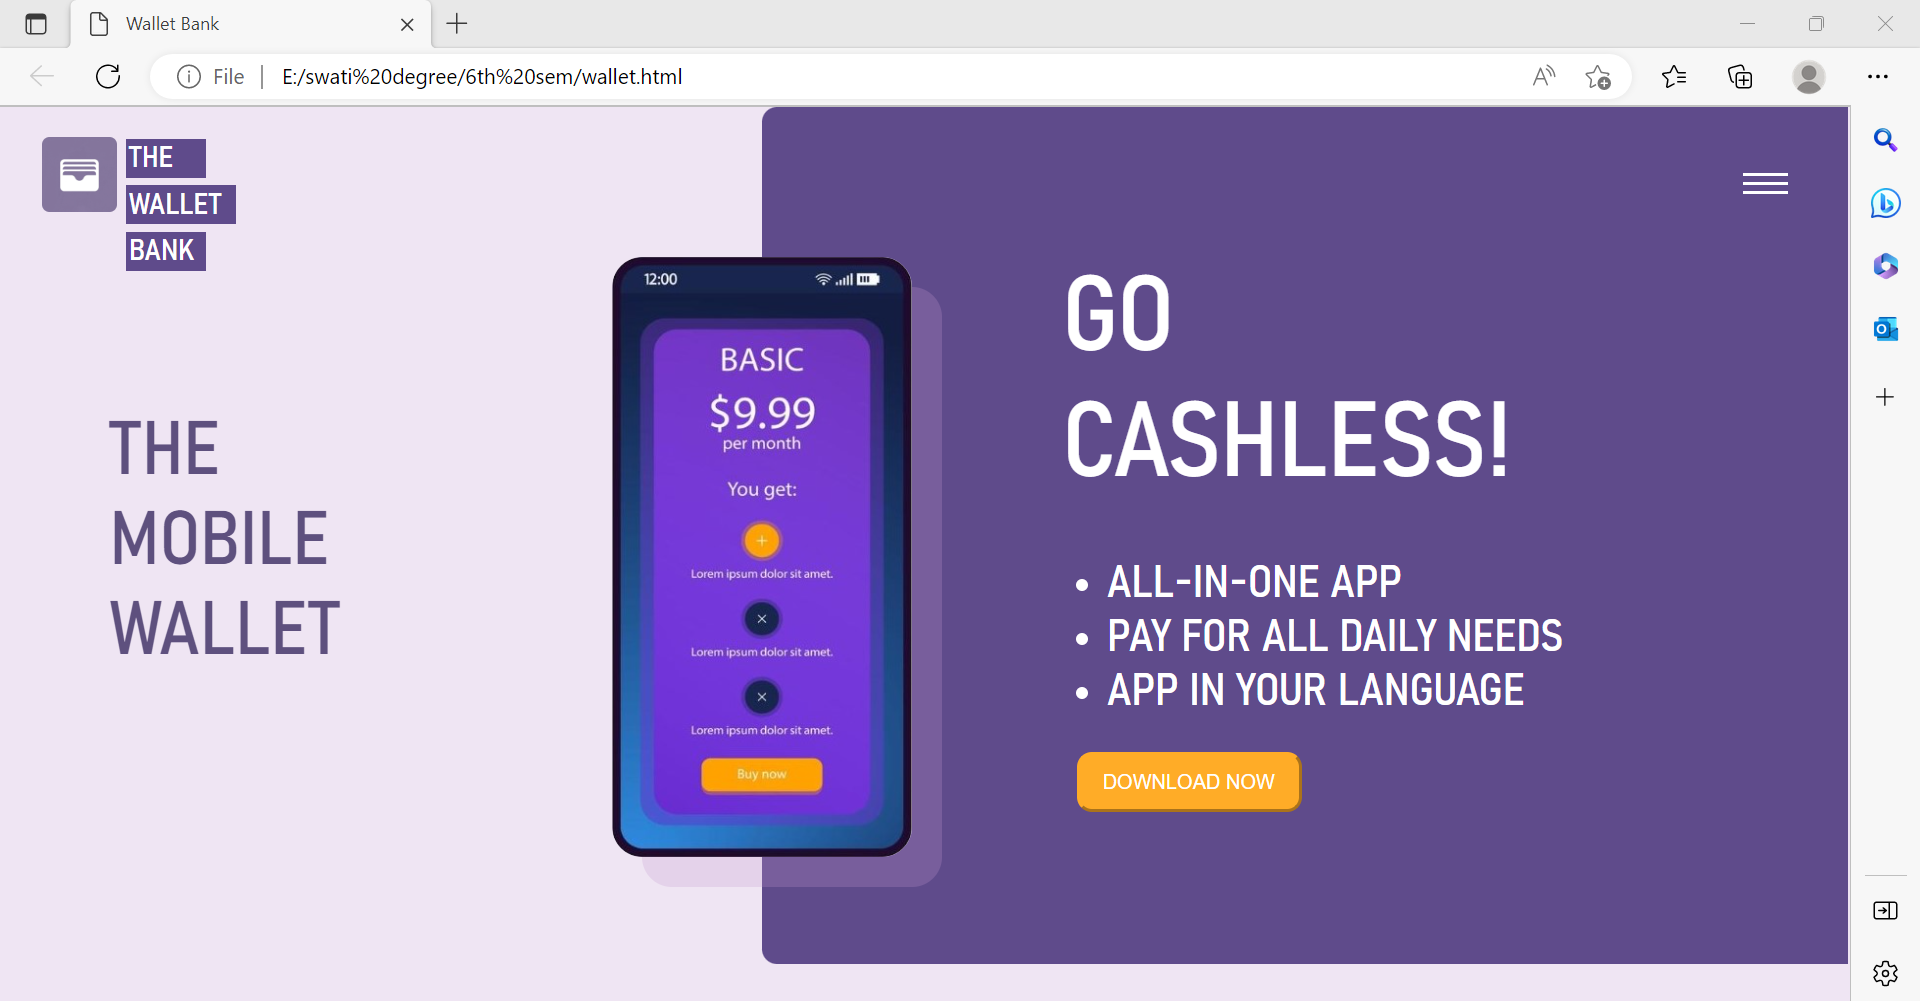 Wallet Bank
File
E:/swati%20degree/6th%20sem/wallet.html
THE
WALLET
BANK
THE
MOBILE
WALLET
12:00
BASIC
$9.99
per month
You get:
Lorem ipsum dolor sit amet.
Lorem ipsum dolor sit amet.
Lorem ipsum dolor sit amet.
Buy now
GO
CASHLESS!
• ALL-IN-ONE APP
• PAY FOR ALL DAILY NEEDS
• APP IN YOUR LANGUAGE
DOWNLOAD NOW